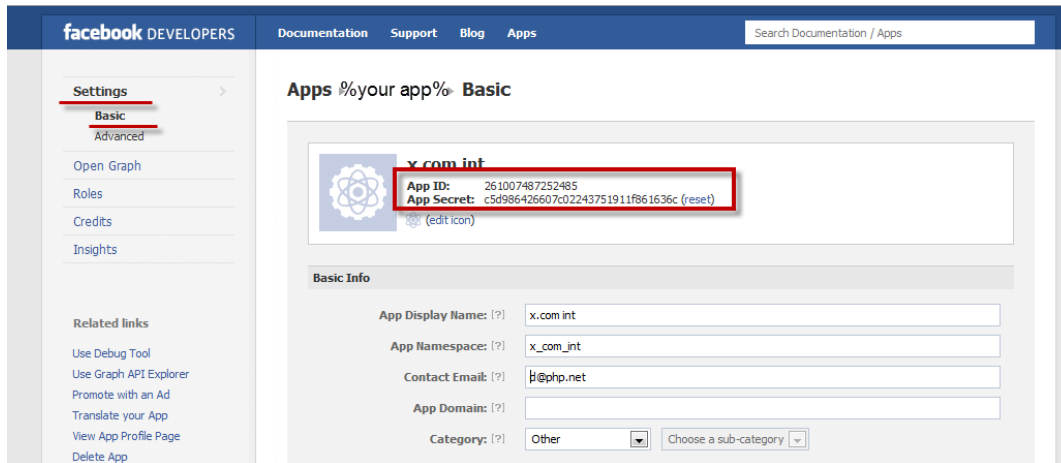 facebook DEVELOPERS
Documentation Support Blog Apps
Search Documentation / Apps
Settings
Basic
Advanced
Open Graph
Roles
Credits
Insights
Related links
Use Debug Tool
Use Graph API Explorer
Promote with an Ad
Translate your App
View App Profile Page
Delete App
Apps %your app% Basic
x com int
App ID: 261007487252485
App Secret: c5d986426607c02243751911f861636c (reset)
(edit icon)
Basic Info
App Display Name: [?] x.com int
App Namespace: [?] x_com_int
Contact Email: [?] d@php.net
App Domain: [?]
Category: [?] Other Choose a sub-category